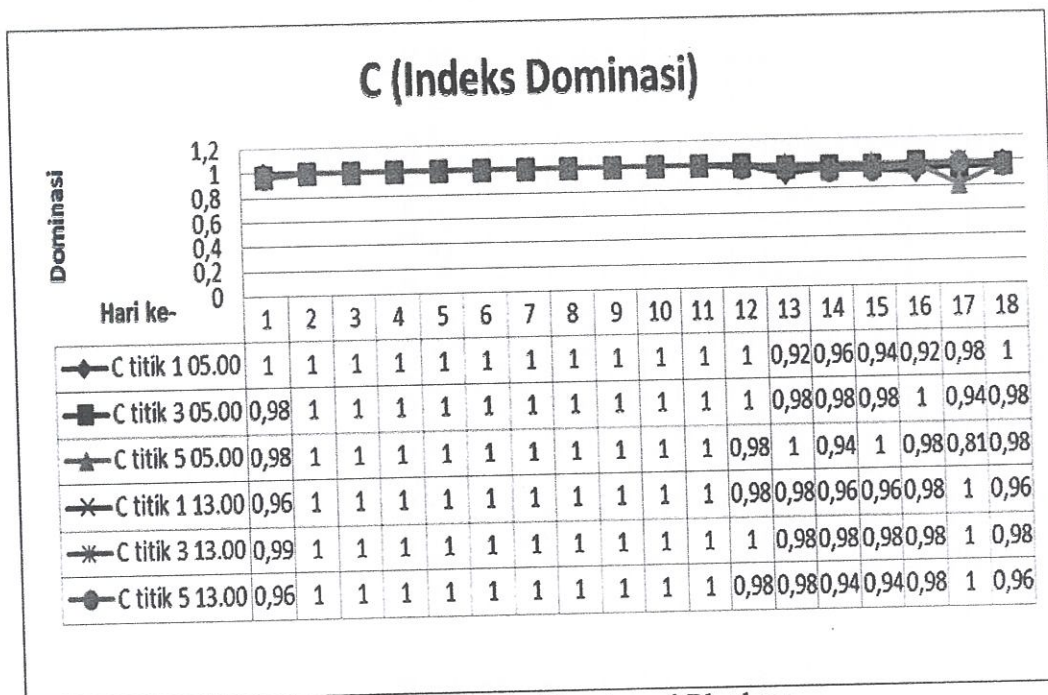 C (Indeks Dominasi)
Dominasi
1,2
1
0,8
0,6
0,4
0,2
0
Hari ke- 1 2 3 4 5 6 7 8 9 10 11 12 13 14 15 16 17 18
C titik 1 05.00 1 1 1 1 1 1 1 1 1 1 1 1 0,92 0,96 0,94 0,92 0,98 1
C titik 3 05.00 0,98 1 1 1 1 1 1 1 1 1 1 1 0,98 0,98 0,98 1 0,94 0,98
C titik 5 05.00 0,98 1 1 1 1 1 1 1 1 1 1 0,98 1 0,94 1 0,98 0,81 0,98
C titik 1 13.00 0,96 1 1 1 1 1 1 1 1 1 1 0,98 0,98 0,96 0,96 0,98 1 0,96
C titik 3 13.00 0,99 1 1 1 1 1 1 1 1 1 1 1 0,98 0,98 0,98 0,98 1 0,98
C titik 5 13.00 0,96 1 1 1 1 1 1 1 1 1 1 0,98 0,98 0,94 0,94 0,98 1 0,96